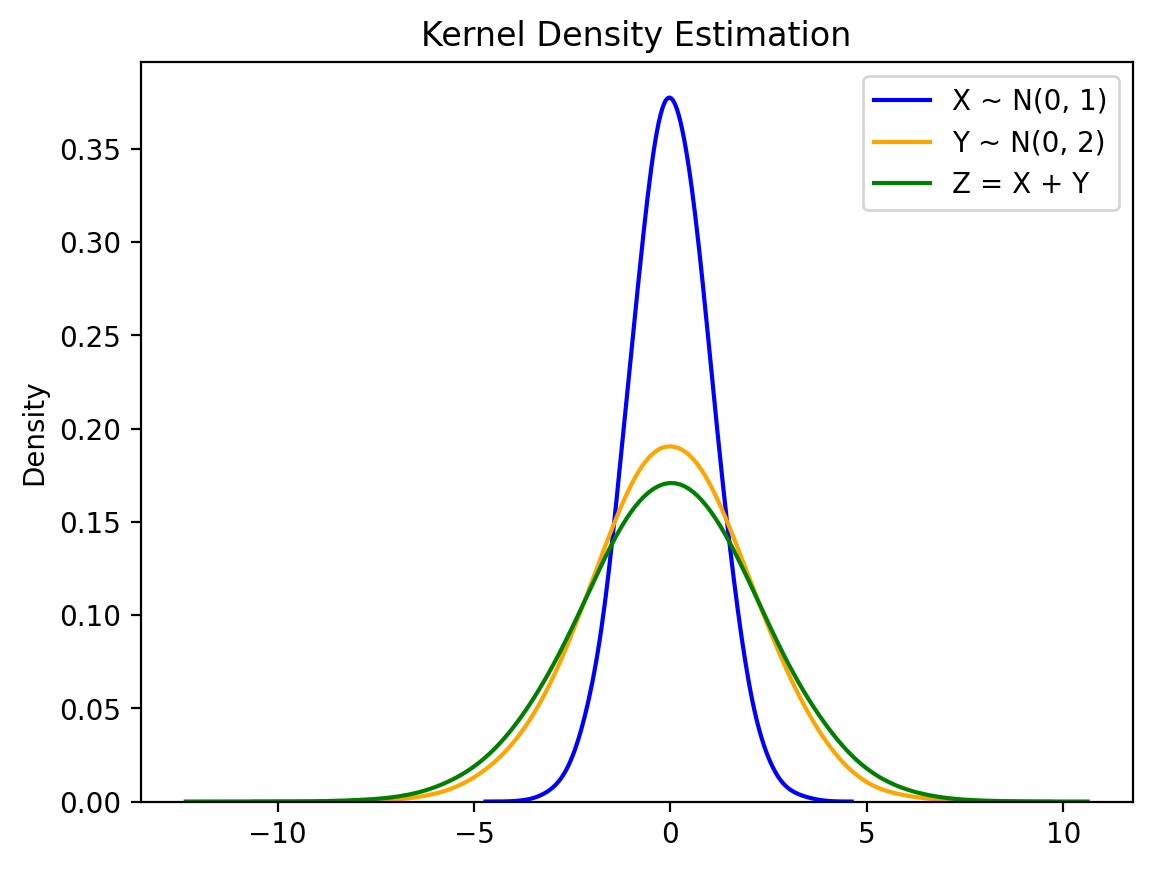 Kernel Density Estimation
X ~ N(0, 1)
Y ~ N(0, 2)
Z = X + Y
Density
0.35
0.30
0.25
0.20
0.15
0.10
0.05
0.00
−10
−5
0
5
10